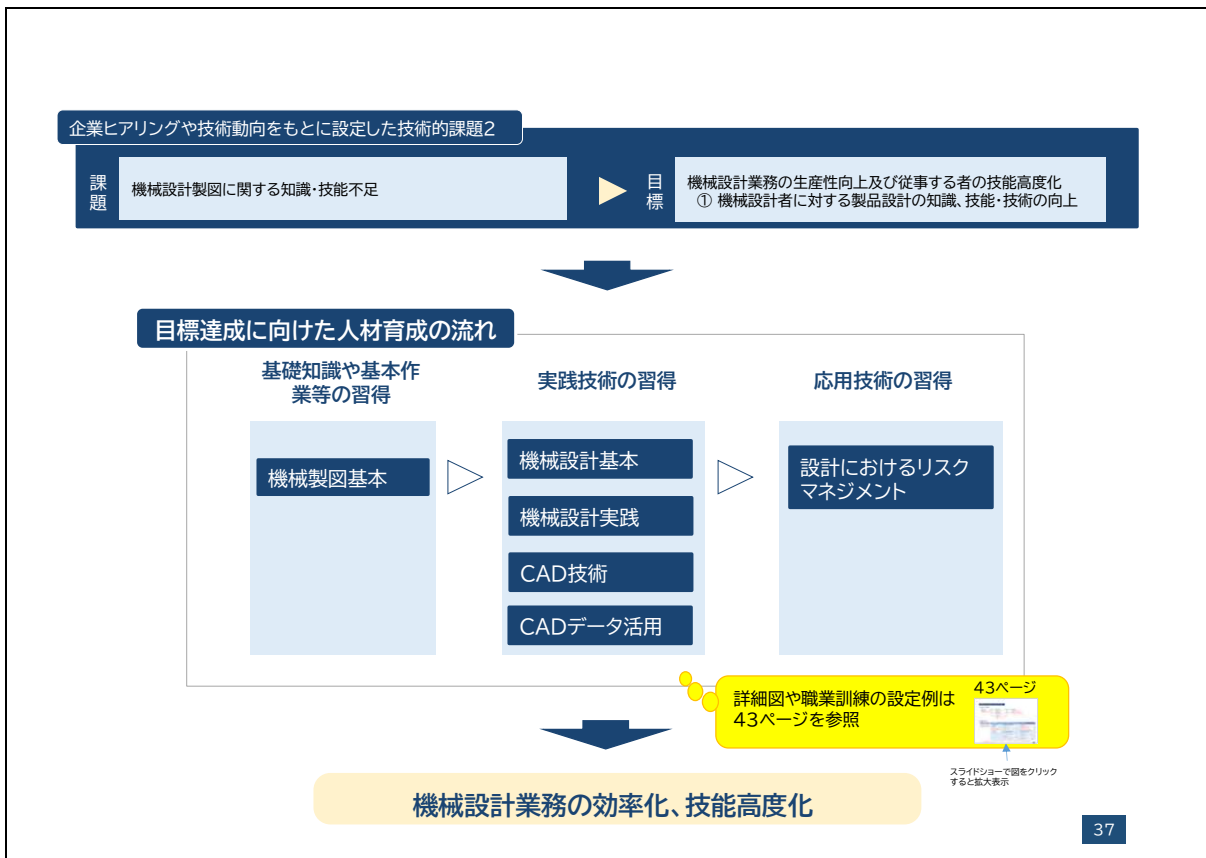 企業ヒアリングや技術動向をもとに設定した技術的課題2
課題
機械設計製図に関する知識・技能不足
目標
機械設計業務の生産性向上及び従事する者の技能高度化
① 機械設計者に対する製品設計の知識、技能・技術の向上
目標達成に向けた人材育成の流れ
基礎知識や基本作
業等の習得
機械製図基本
実践技術の習得
機械設計基本
機械設計実践
CAD技術
CADデータ活用
応用技術の習得
設計におけるリスク
マネジメント
詳細図や職業訓練の設定例は
43ページを参照
43ページ
スライドショーで図をクリック
すると拡大表示
機械設計業務の効率化、技能高度化
37